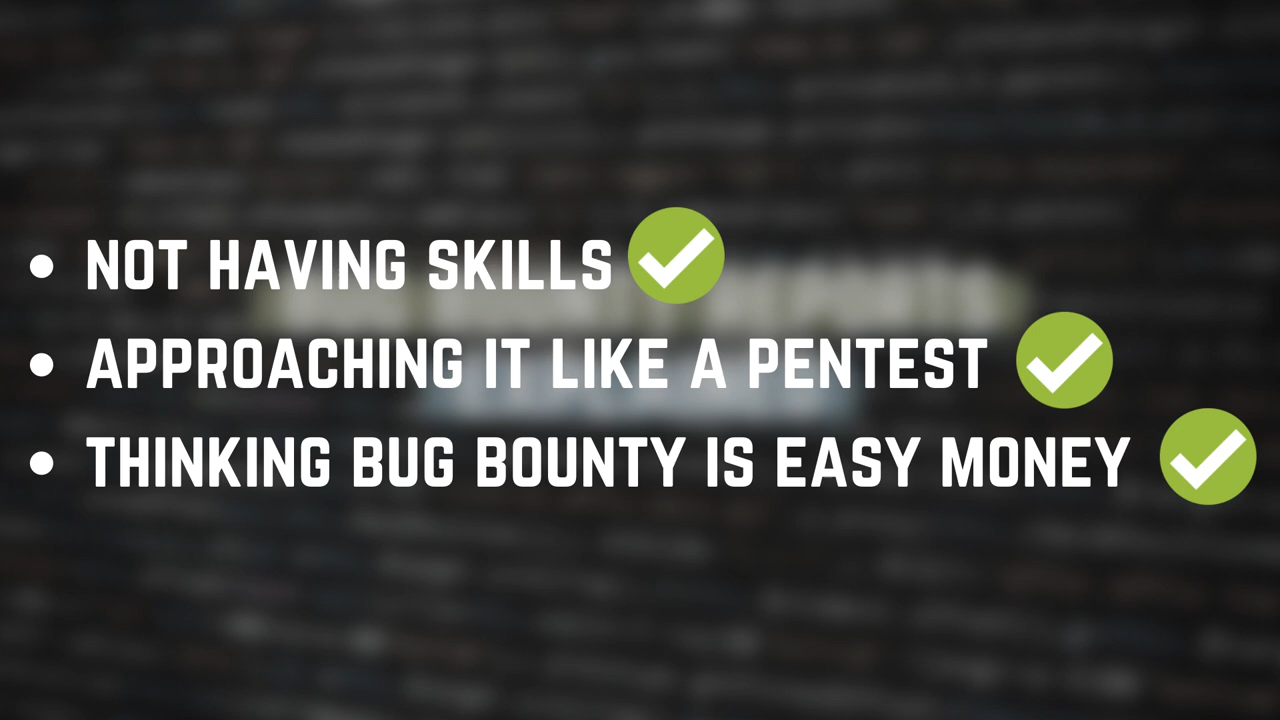 • NOT HAVING SKILLS
• APPROACHING IT LIKE A PENTEST
• THINKING BUG BOUNTY IS EASY MONEY